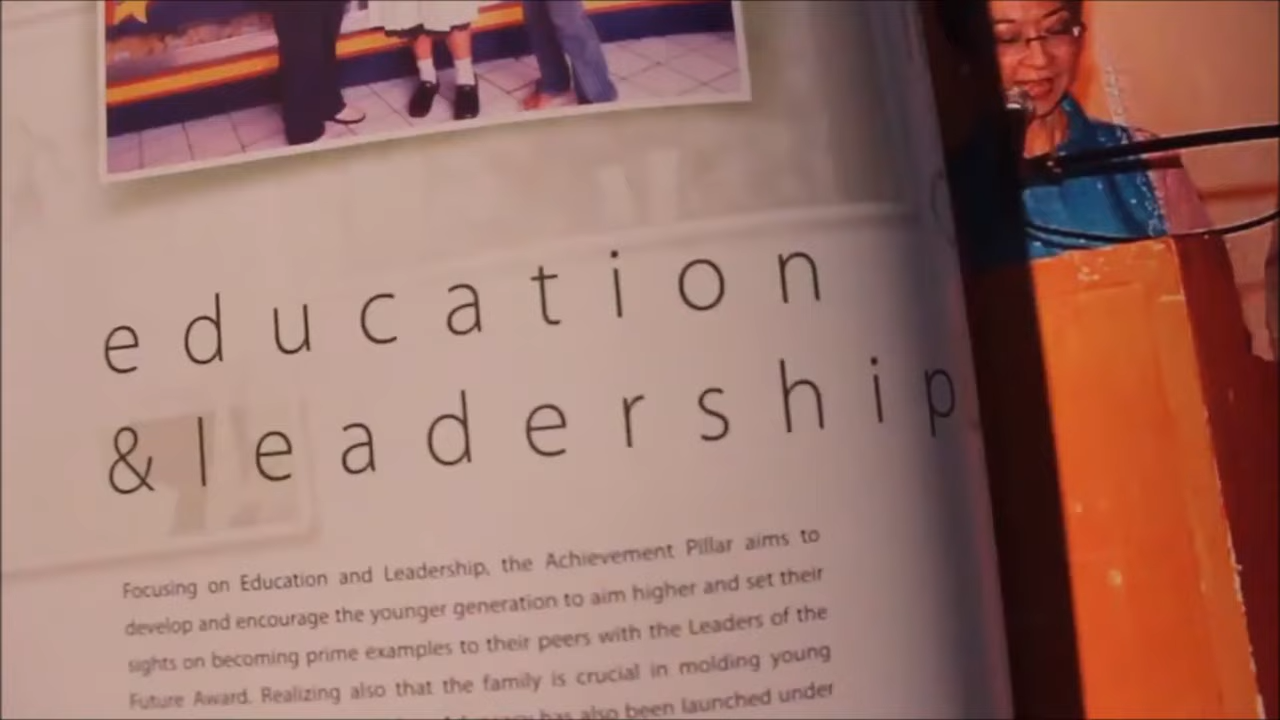 education
&leadership
Focusing on Education and Leadership, the Achievement Pillar aims to
develop and encourage the younger generation to aim higher and set their
sights on becoming prime examples to their peers with the Leaders of the
Future Award. Realizing also that the family is crucial in molding young
has also been launched under